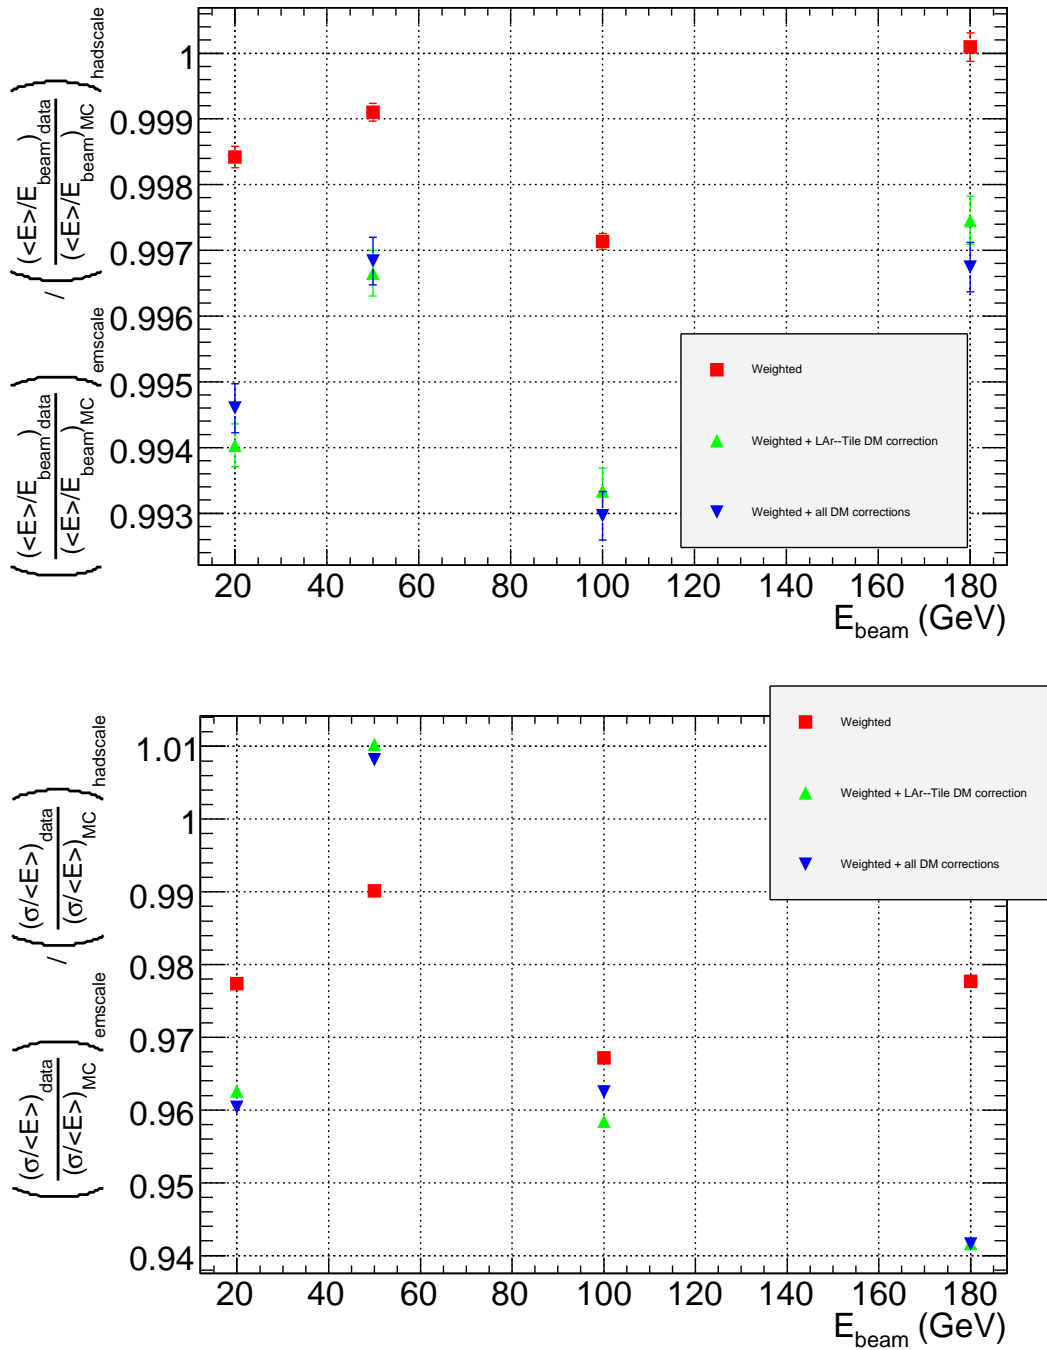 1
0.999
0.998
0.997
0.996
0.995
0.994
0.993
20 40 60 80 100 120 140 160 180
E_beam (GeV)
( (<E>/E_beam)_data / (<E>/E_beam)_MC )_emscale / ( (<E>/E_beam)_data / (<E>/E_beam)_MC )_hadscale
Weighted
Weighted + LAr--Tile DM correction
Weighted + all DM corrections
1.01
1
0.99
0.98
0.97
0.96
0.95
0.94
20 40 60 80 100 120 140 160 180
E_beam (GeV)
( (σ/<E>)_data / (σ/<E>)_MC )_emscale / ( (σ/<E>)_data / (σ/<E>)_MC )_hadscale
Weighted
Weighted + LAr--Tile DM correction
Weighted + all DM corrections